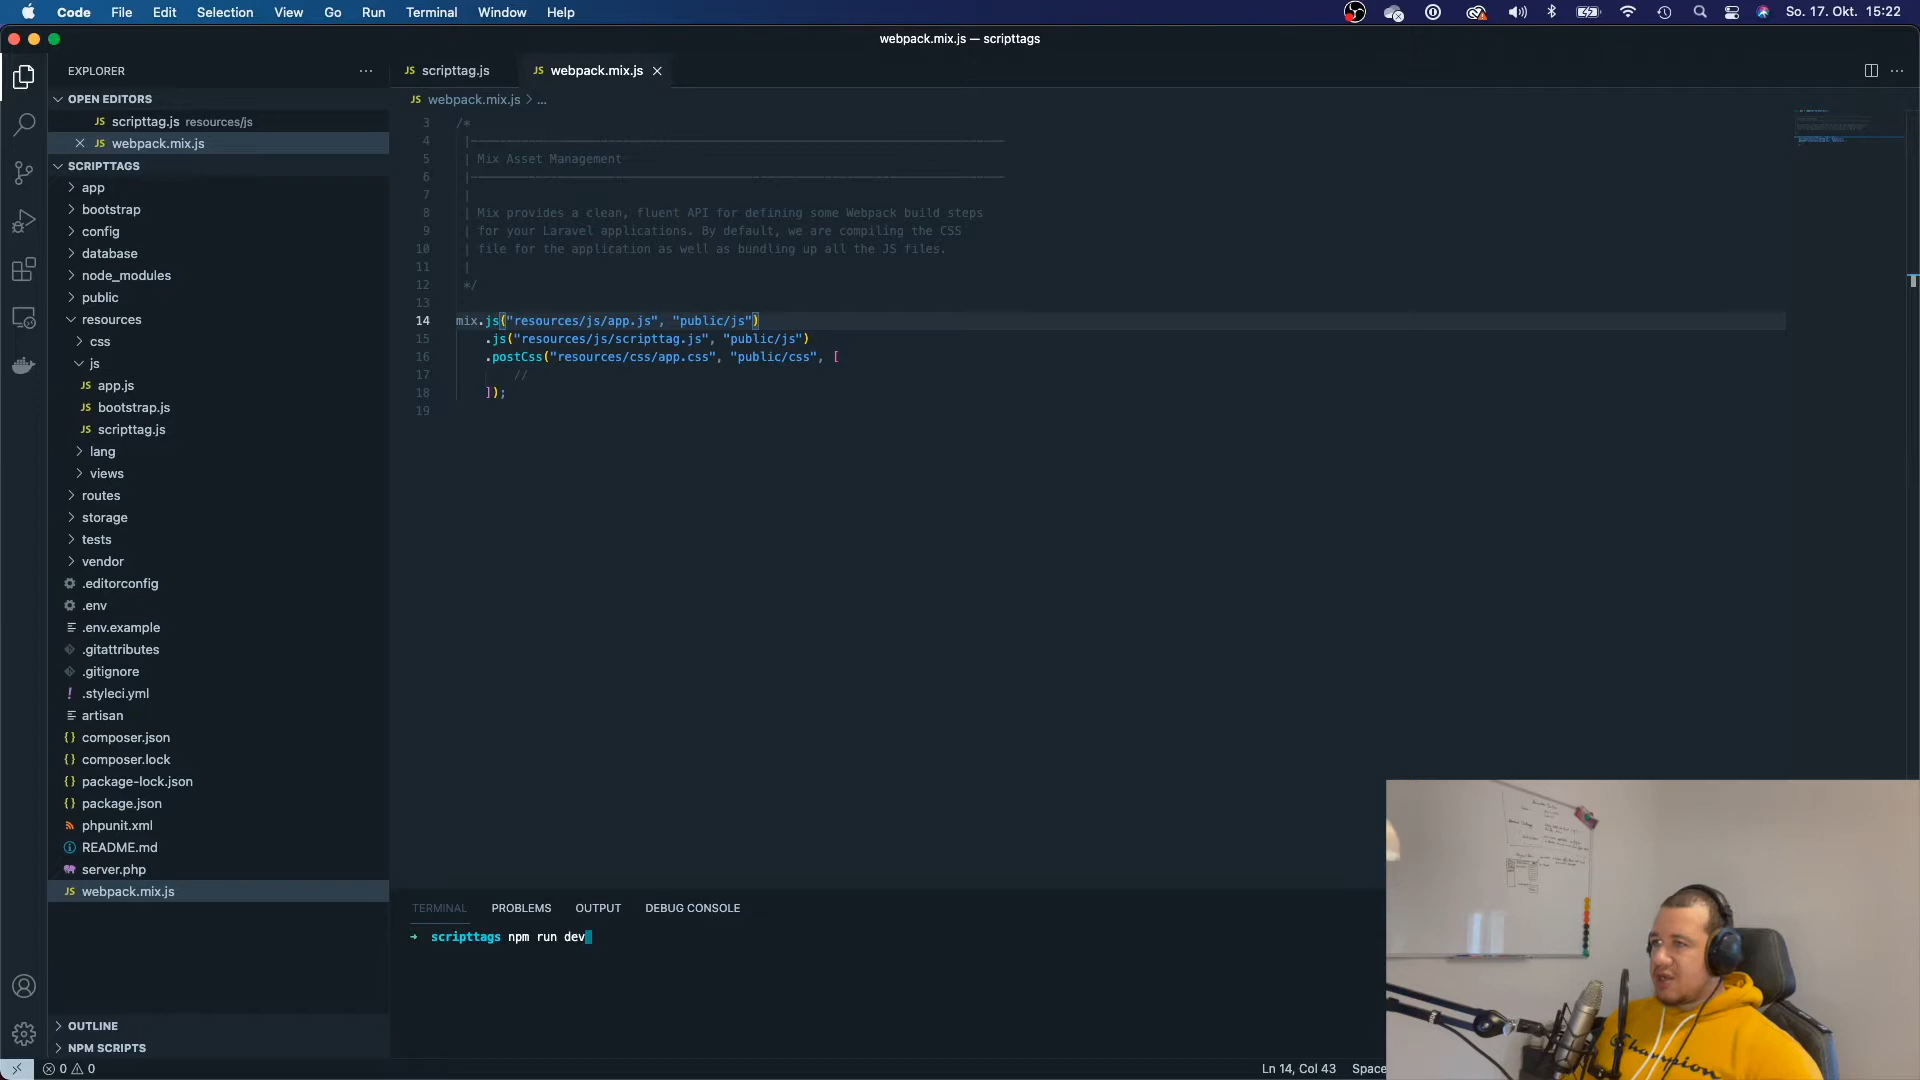 Code File Edit Selection View Go Run Terminal Window Help
So. 17. Okt. 15:22
webpack.mix.js — scripttags
EXPLORER
OPEN EDITORS
JS scripttag.js resources/js
JS webpack.mix.js
SCRIPTTAGS
app
bootstrap
config
database
node_modules
public
resources
css
js
JS app.js
JS bootstrap.js
JS scripttag.js
lang
views
routes
storage
tests
vendor
.editorconfig
.env
.env.example
.gitattributes
.gitignore
! .styleci.yml
artisan
{} composer.json
{} composer.lock
{} package-lock.json
{} package.json
phpunit.xml
README.md
server.php
JS webpack.mix.js
OUTLINE
NPM SCRIPTS
JS scripttag.js
JS webpack.mix.js
JS webpack.mix.js > ...
3 /*
4 |
5 | Mix Asset Management
6 |
7 |
8 | Mix provides a clean, fluent API for defining some Webpack build steps
9 | for your Laravel applications. By default, we are compiling the CSS
10 | file for the application as well as bundling up all the JS files.
11 |
12 */
13
14 mix.js("resources/js/app.js", "public/js")
15 .js("resources/js/scripttag.js", "public/js")
16 .postCss("resources/css/app.css", "public/css", [
17 //
18 ]);
19
TERMINAL PROBLEMS OUTPUT DEBUG CONSOLE
→ scripttags npm run dev
0 0
Ln 14, Col 43 Space
Champion